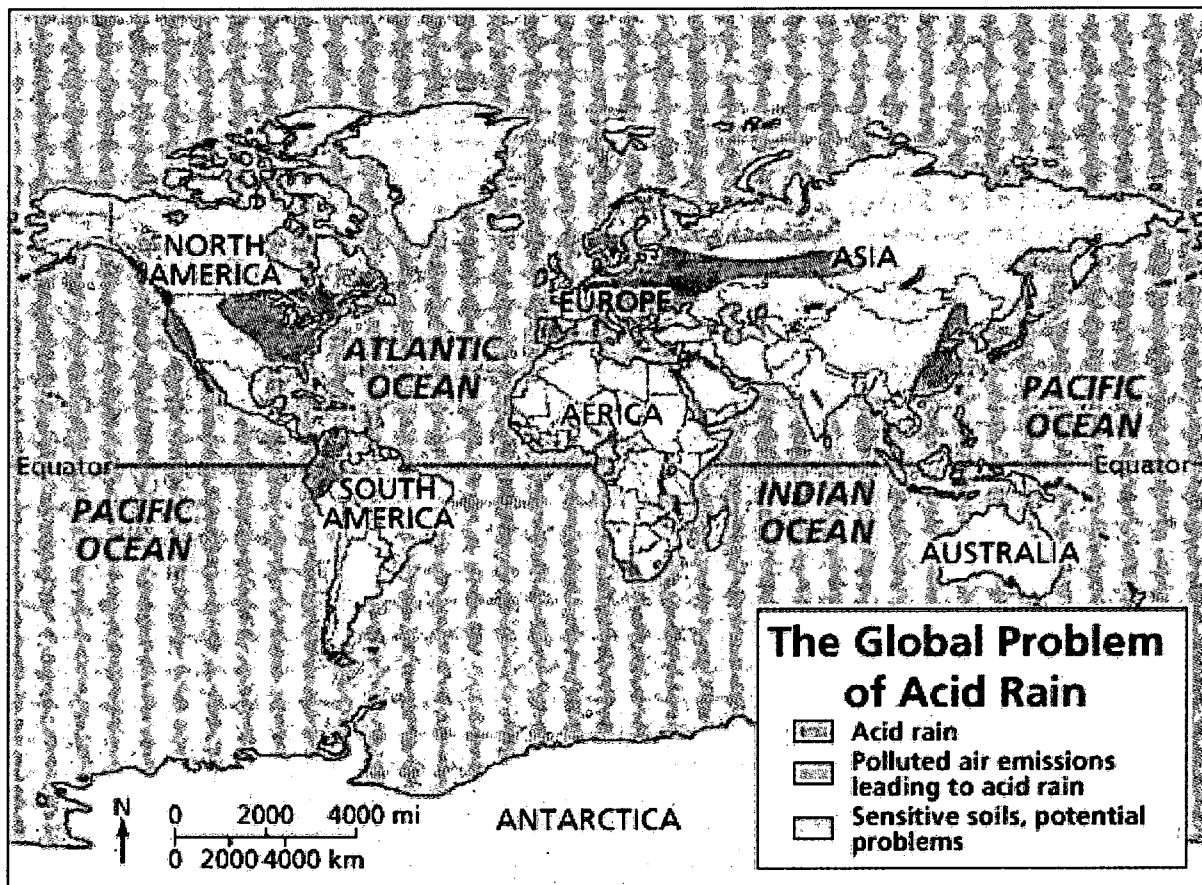 NORTH
AMERICA
ASIA
EUROPE
ATLANTIC
OCEAN
PACIFIC
OCEAN
AFRICA
Equator
Equator
SOUTH
AMERICA
PACIFIC
OCEAN
INDIAN
OCEAN
AUSTRALIA
The Global Problem
of Acid Rain
Acid rain
Polluted air emissions
leading to acid rain
Sensitive soils, potential
problems
N
0 2000 4000 mi
0 2000 4000 km
ANTARCTICA